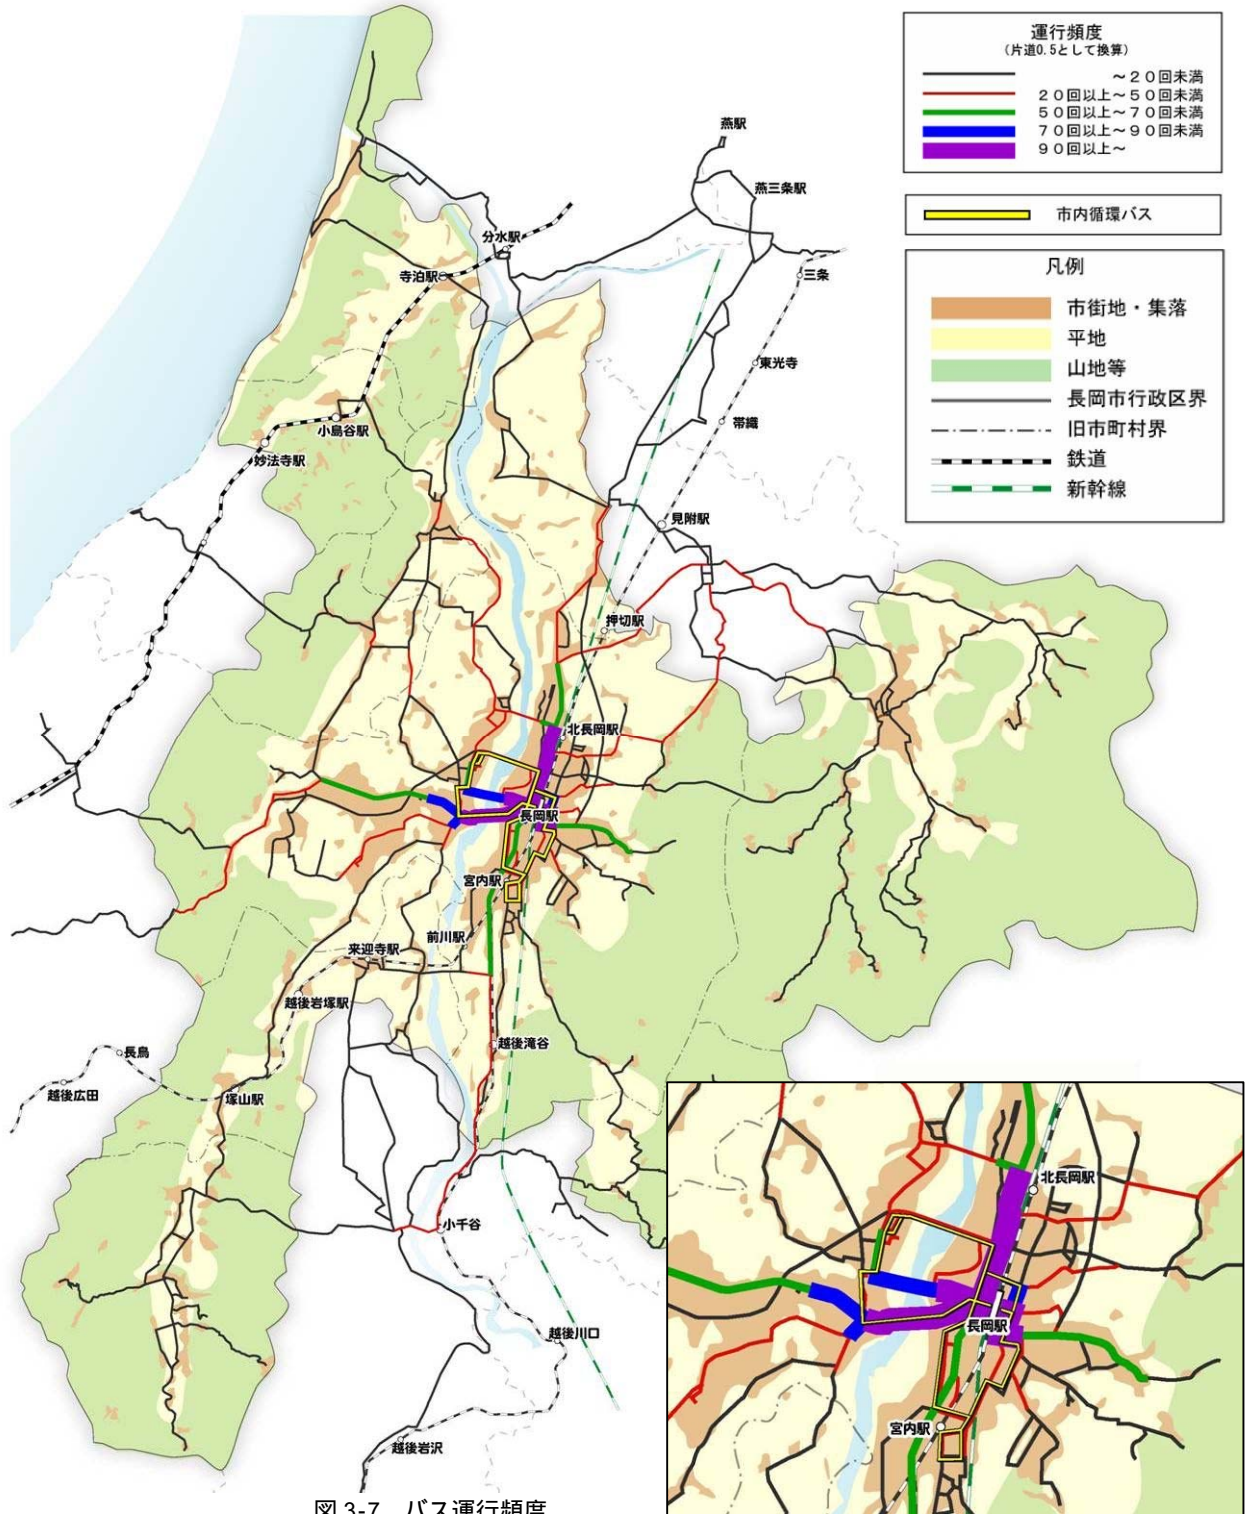 運行頻度
(片道0.5として換算)
～20回未満
20回以上～50回未満
50回以上～70回未満
70回以上～90回未満
90回以上～
市内循環バス
凡例
市街地・集落
平地
山地等
長岡市行政区界
旧市町村界
鉄道
新幹線
燕駅
燕三条駅
分水駅
寺泊駅
三条
東光寺
帯織
小島谷駅
妙法寺駅
見附駅
押切駅
北長岡駅
長岡駅
宮内駅
前川駅
来迎寺駅
越後岩塚駅
越後滝谷
長鳥
越後広田
塚山駅
小千谷
越後川口
越後岩沢
北長岡駅
長岡駅
宮内駅
図 3-7 バス運行頻度